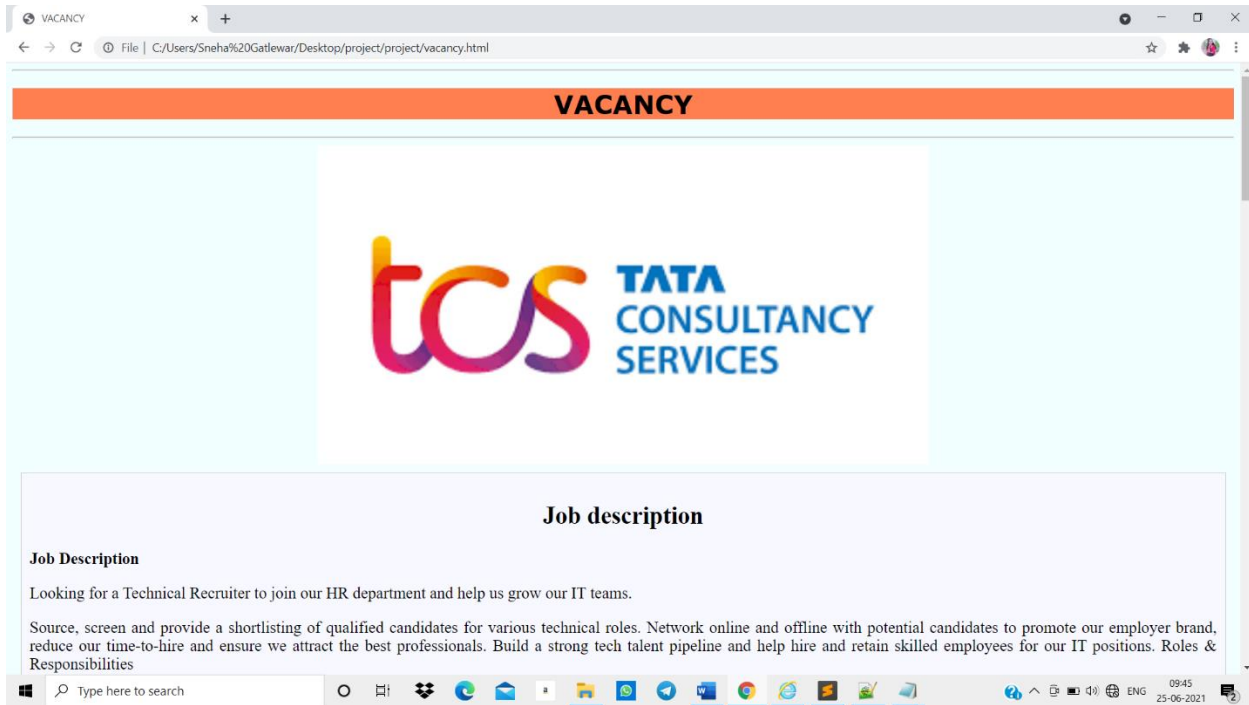 VACANCY
File | C:/Users/Sneha%20Gatlewar/Desktop/project/project/vacancy.html
VACANCY
tcs
TATA
CONSULTANCY
SERVICES
Job description
Job Description
Looking for a Technical Recruiter to join our HR department and help us grow our IT teams.
Source, screen and provide a shortlisting of qualified candidates for various technical roles. Network online and offline with potential candidates to promote our employer brand,
reduce our time-to-hire and ensure we attract the best professionals. Build a strong tech talent pipeline and help hire and retain skilled employees for our IT positions. Roles &
Responsibilities
Type here to search
ENG
09:45
25-06-2021
2